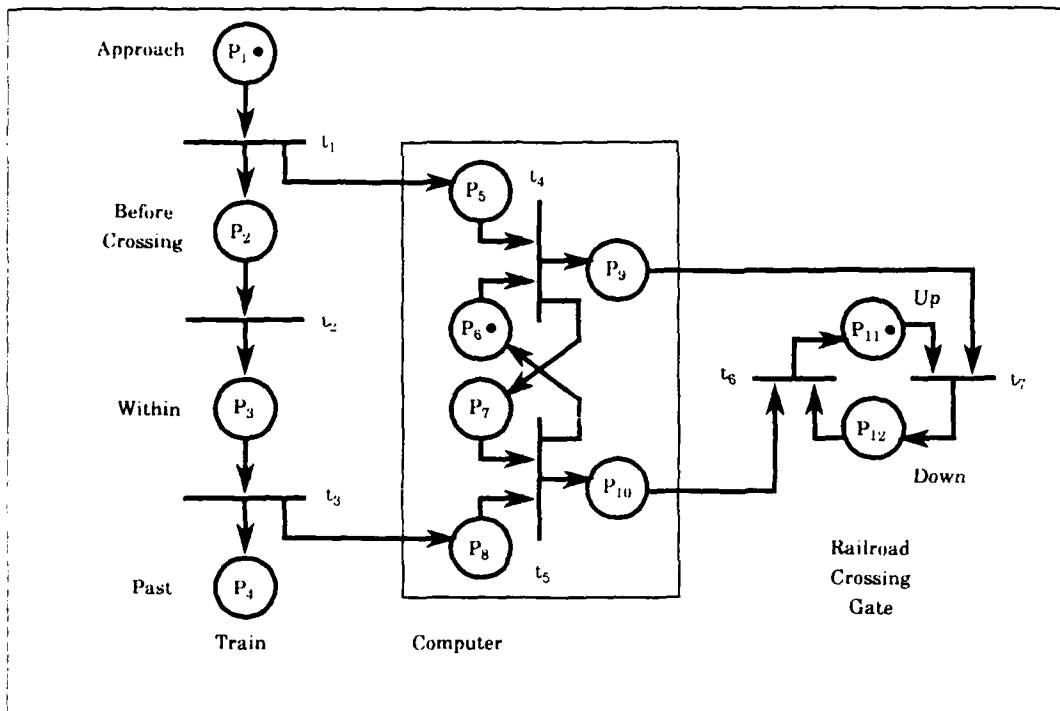 Approach
P1
t1
Before
Crossing
P2
t2
Within
P3
t3
Past
P4
Train
P5
t4
P6
P7
P8
t5
P9
P10
Computer
t6
P11
Up
t7
P12
Down
Railroad
Crossing
Gate